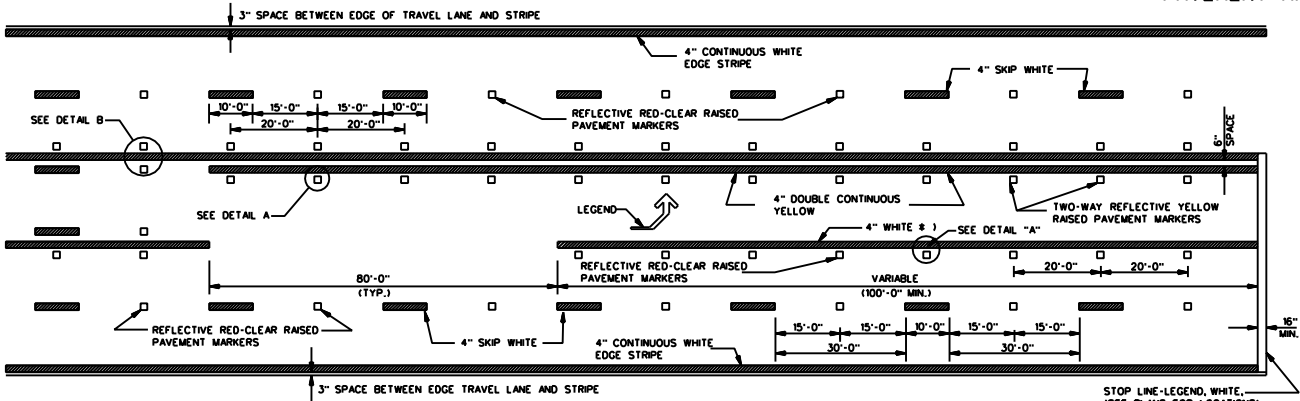 3" SPACE BETWEEN EDGE OF TRAVEL LANE AND STRIPE
4" CONTINUOUS WHITE
EDGE STRIPE
4" SKIP WHITE
10'-0" 15'-0" 15'-0" 10'-0"
20'-0" 20'-0"
REFLECTIVE RED-CLEAR RAISED
PAVEMENT MARKERS
SEE DETAIL B
6"
SPACE
SEE DETAIL A
LEGEND
4" DOUBLE CONTINUOUS
YELLOW
TWO-WAY REFLECTIVE YELLOW
RAISED PAVEMENT MARKERS
4" WHITE * )
SEE DETAIL "A"
REFLECTIVE RED-CLEAR RAISED
PAVEMENT MARKERS
20'-0" 20'-0"
80'-0"
(TYP.)
VARIABLE
(100'-0" MIN.)
REFLECTIVE RED-CLEAR RAISED
PAVEMENT MARKERS
4" SKIP WHITE
4" CONTINUOUS WHITE
EDGE STRIPE
15'-0" 15'-0" 10'-0" 15'-0" 15'-0"
30'-0" 30'-0"
16"
MIN.
3" SPACE BETWEEN EDGE TRAVEL LANE AND STRIPE
STOP LINE-LEGEND, WHITE,